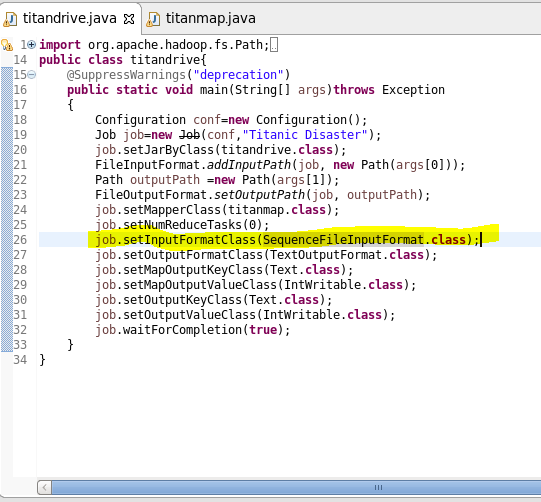 titandrive.java titanmap.java
1 import org.apache.hadoop.fs.Path;
14 public class titandrive{
15 @SuppressWarnings("deprecation")
16 public static void main(String[] args)throws Exception
17 {
18 Configuration conf=new Configuration();
19 Job job=new Job(conf,"Titanic Disaster");
20 job.setJarByClass(titandrive.class);
21 FileInputFormat.addInputPath(job, new Path(args[0]));
22 Path outputPath =new Path(args[1]);
23 FileOutputFormat.setOutputPath(job, outputPath);
24 job.setMapperClass(titanmap.class);
25 job.setNumReduceTasks(0);
26 job.setInputFormatClass(SequenceFileInputFormat.class);
27 job.setOutputFormatClass(TextOutputFormat.class);
28 job.setMapOutputKeyClass(Text.class);
29 job.setMapOutputValueClass(IntWritable.class);
30 job.setOutputKeyClass(Text.class);
31 job.setOutputValueClass(IntWritable.class);
32 job.waitForCompletion(true);
33 }
34 }